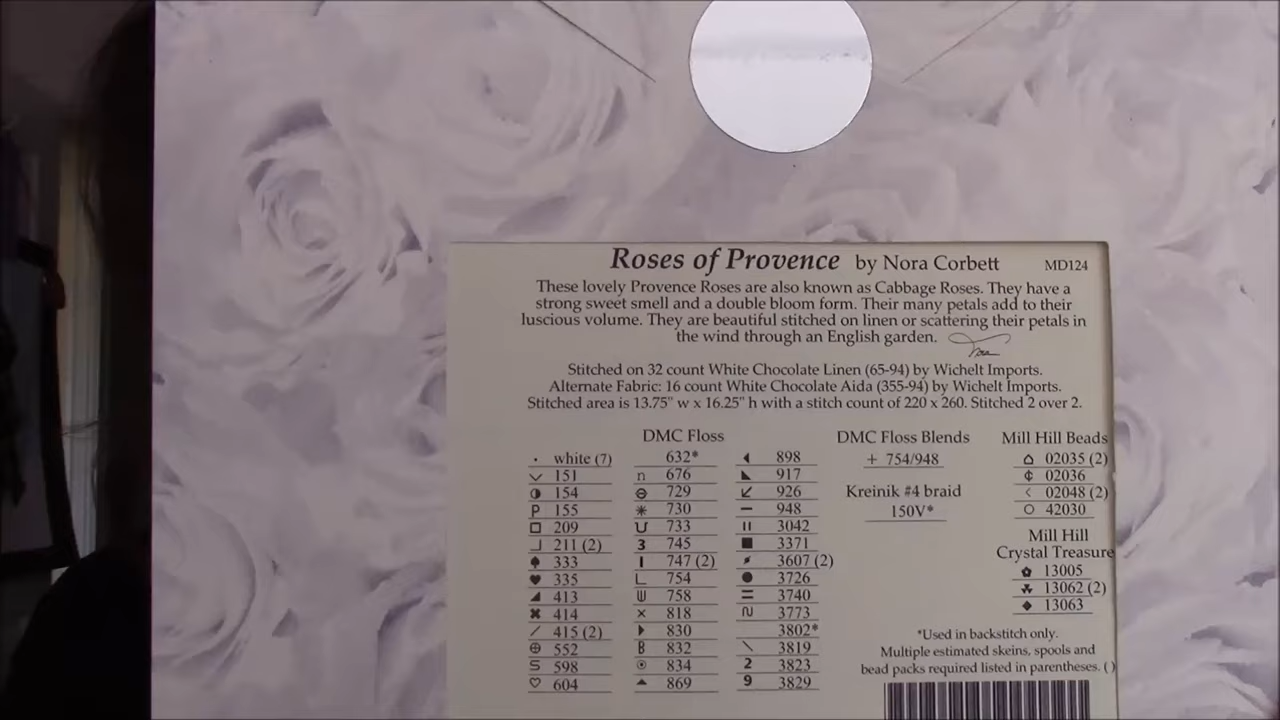 Roses of Provence by Nora Corbett MD124
These lovely Provence Roses are also known as Cabbage Roses. They have a
strong sweet smell and a double bloom form. Their many petals add to their
luscious volume. They are beautiful stitched on linen or scattering their petals in
the wind through an English garden.
Nora
Stitched on 32 count White Chocolate Linen (65-94) by Wichelt Imports.
Alternate Fabric: 16 count White Chocolate Aida (355-94) by Wichelt Imports.
Stitched area is 13.75" w x 16.25" h with a stitch count of 220 x 260. Stitched 2 over 2.
DMC Floss
white (7)
151
154
P 155
209
211 (2)
333
335
413
414
415 (2)
552
S 598
604
632*
n 676
729
730
733
3 745
747 (2)
754
758
818
830
B 832
834
869
898
917
926
948
3042
3371
3607 (2)
3726
3740
3773
3802*
3819
2 3823
9 3829
DMC Floss Blends
+ 754/948
Kreinik #4 braid
150V*
Mill Hill Beads
02035 (2)
¢ 02036
< 02048 (2)
O 42030
Mill Hill
Crystal Treasure
13005
13062 (2)
13063
*Used in backstitch only.
Multiple estimated skeins, spools and
bead packs required listed in parentheses. ( )